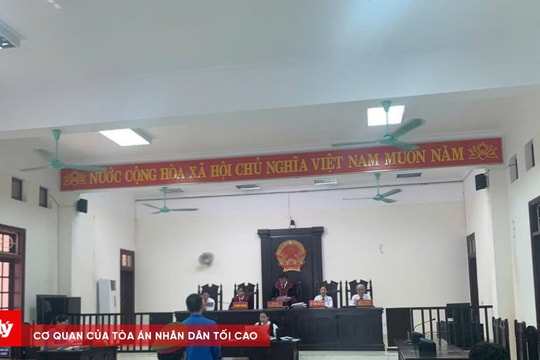 NƯỚC CỘNG HÒA XÃ HỘI CHỦ NGHĨA VIỆT NAM MUÔN NĂM
lý
CƠ QUAN CỦA TÒA ÁN NHÂN DÂN TỐI CAO